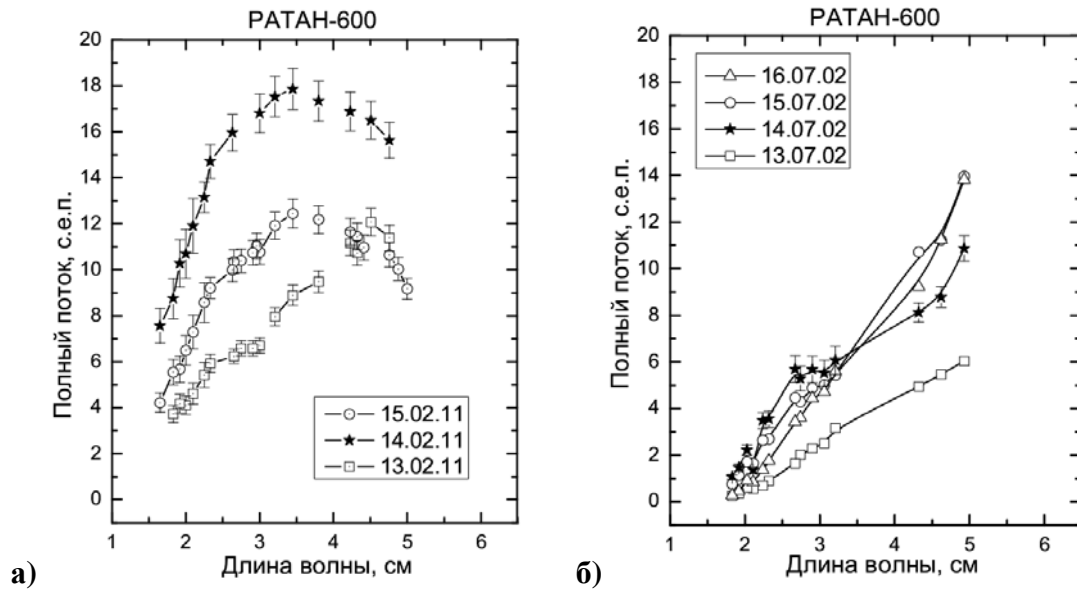 РАТАН-600
Полный поток, с.е.п.
20
18
16
14
12
10
8
6
4
2
0
1 2 3 4 5 6
Длина волны, см
15.02.11
14.02.11
13.02.11
а)
РАТАН-600
Полный поток, с.е.п.
20
18
16
14
12
10
8
6
4
2
0
1 2 3 4 5 6
Длина волны, см
16.07.02
15.07.02
14.07.02
13.07.02
б)